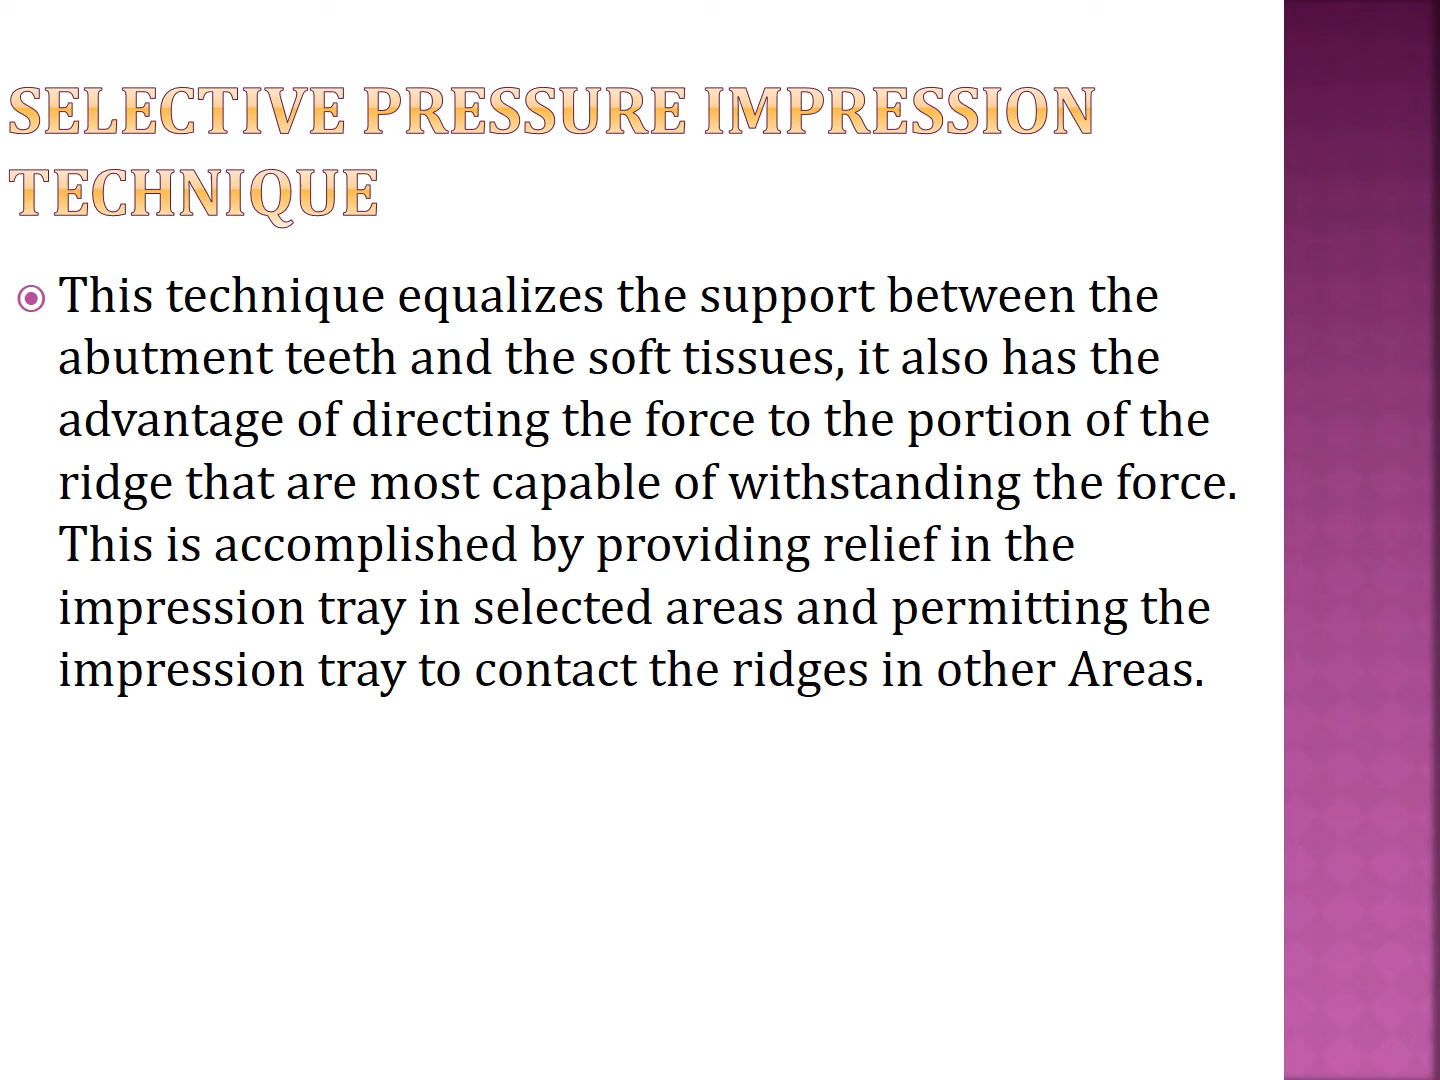 SELECTIVE PRESSURE IMPRESSION
TECHNIQUE
This technique equalizes the support between the
abutment teeth and the soft tissues, it also has the
advantage of directing the force to the portion of the
ridge that are most capable of withstanding the force.
This is accomplished by providing relief in the
impression tray in selected areas and permitting the
impression tray to contact the ridges in other Areas.